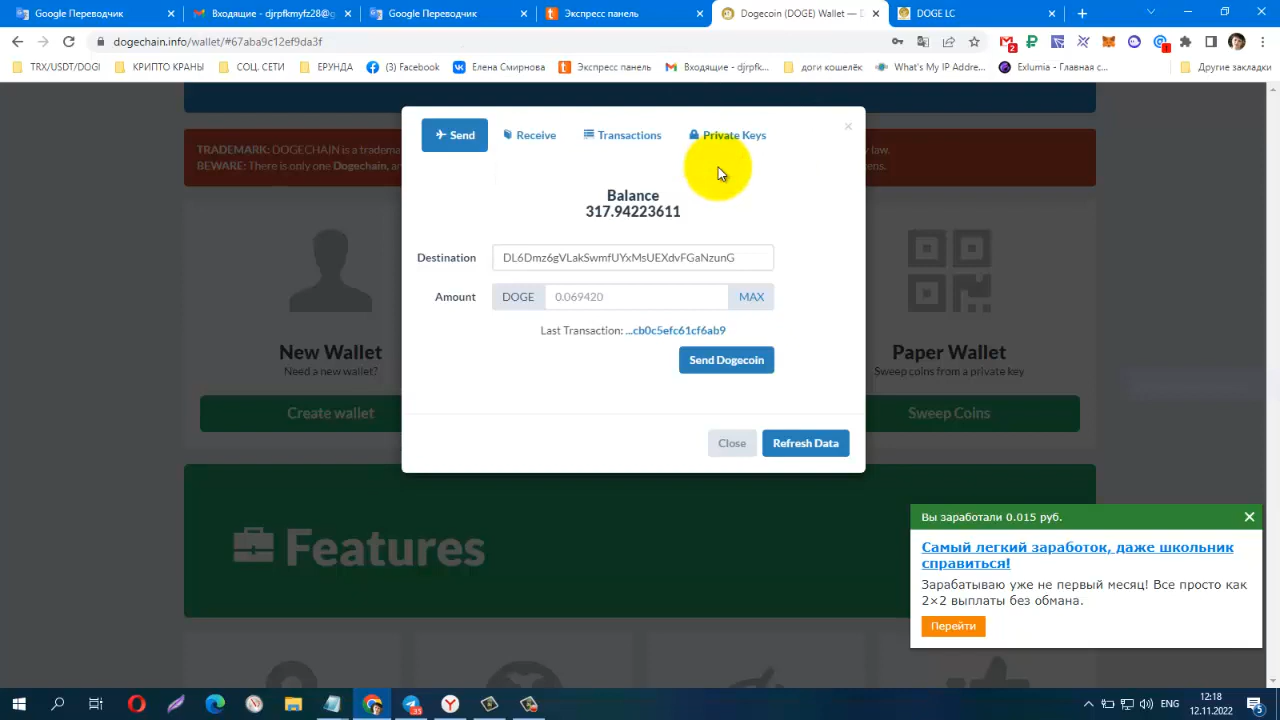 Google Переводчик
Входящие - djrpfkmyfz28@g
Google Переводчик
Экспресс панель
Dogecoin (DOGE) Wallet — D
DOGE LC
dogechain.info/wallet/#67aba9c12ef9da3f
TRX/USDT/DOGI
КРИПТО КРАНЫ
СОЦ. СЕТИ
ЕРУНДА
(3) Facebook
Елена Смирнова
Экспресс панель
Входящие - djrpfk...
доги кошелёк
What's My IP Addre...
Exlumia - Главная с...
Другие закладки
TRADEMARK: DOGECHAIN is a tradema
BEWARE: There is only one Dogechain, an
law.
ens.
Send
Receive
Transactions
Private Keys
Balance
317.94223611
Destination
DL6Dmz6gVLakSwmfUYxMsUEXdvFGaNzunG
Amount
DOGE
0.069420
MAX
Last Transaction: ...cb0c5efc61cf6ab9
Send Dogecoin
Close
Refresh Data
New Wallet
Need a new wallet?
Create wallet
Paper Wallet
Sweep coins from a private key
Sweep Coins
Features
Вы заработали 0.015 руб.
Самый легкий заработок, даже школьник
справиться!
Зарабатываю уже не первый месяц! Все просто как
2×2 выплаты без обмана.
Перейти
ENG
12:18
12.11.2022